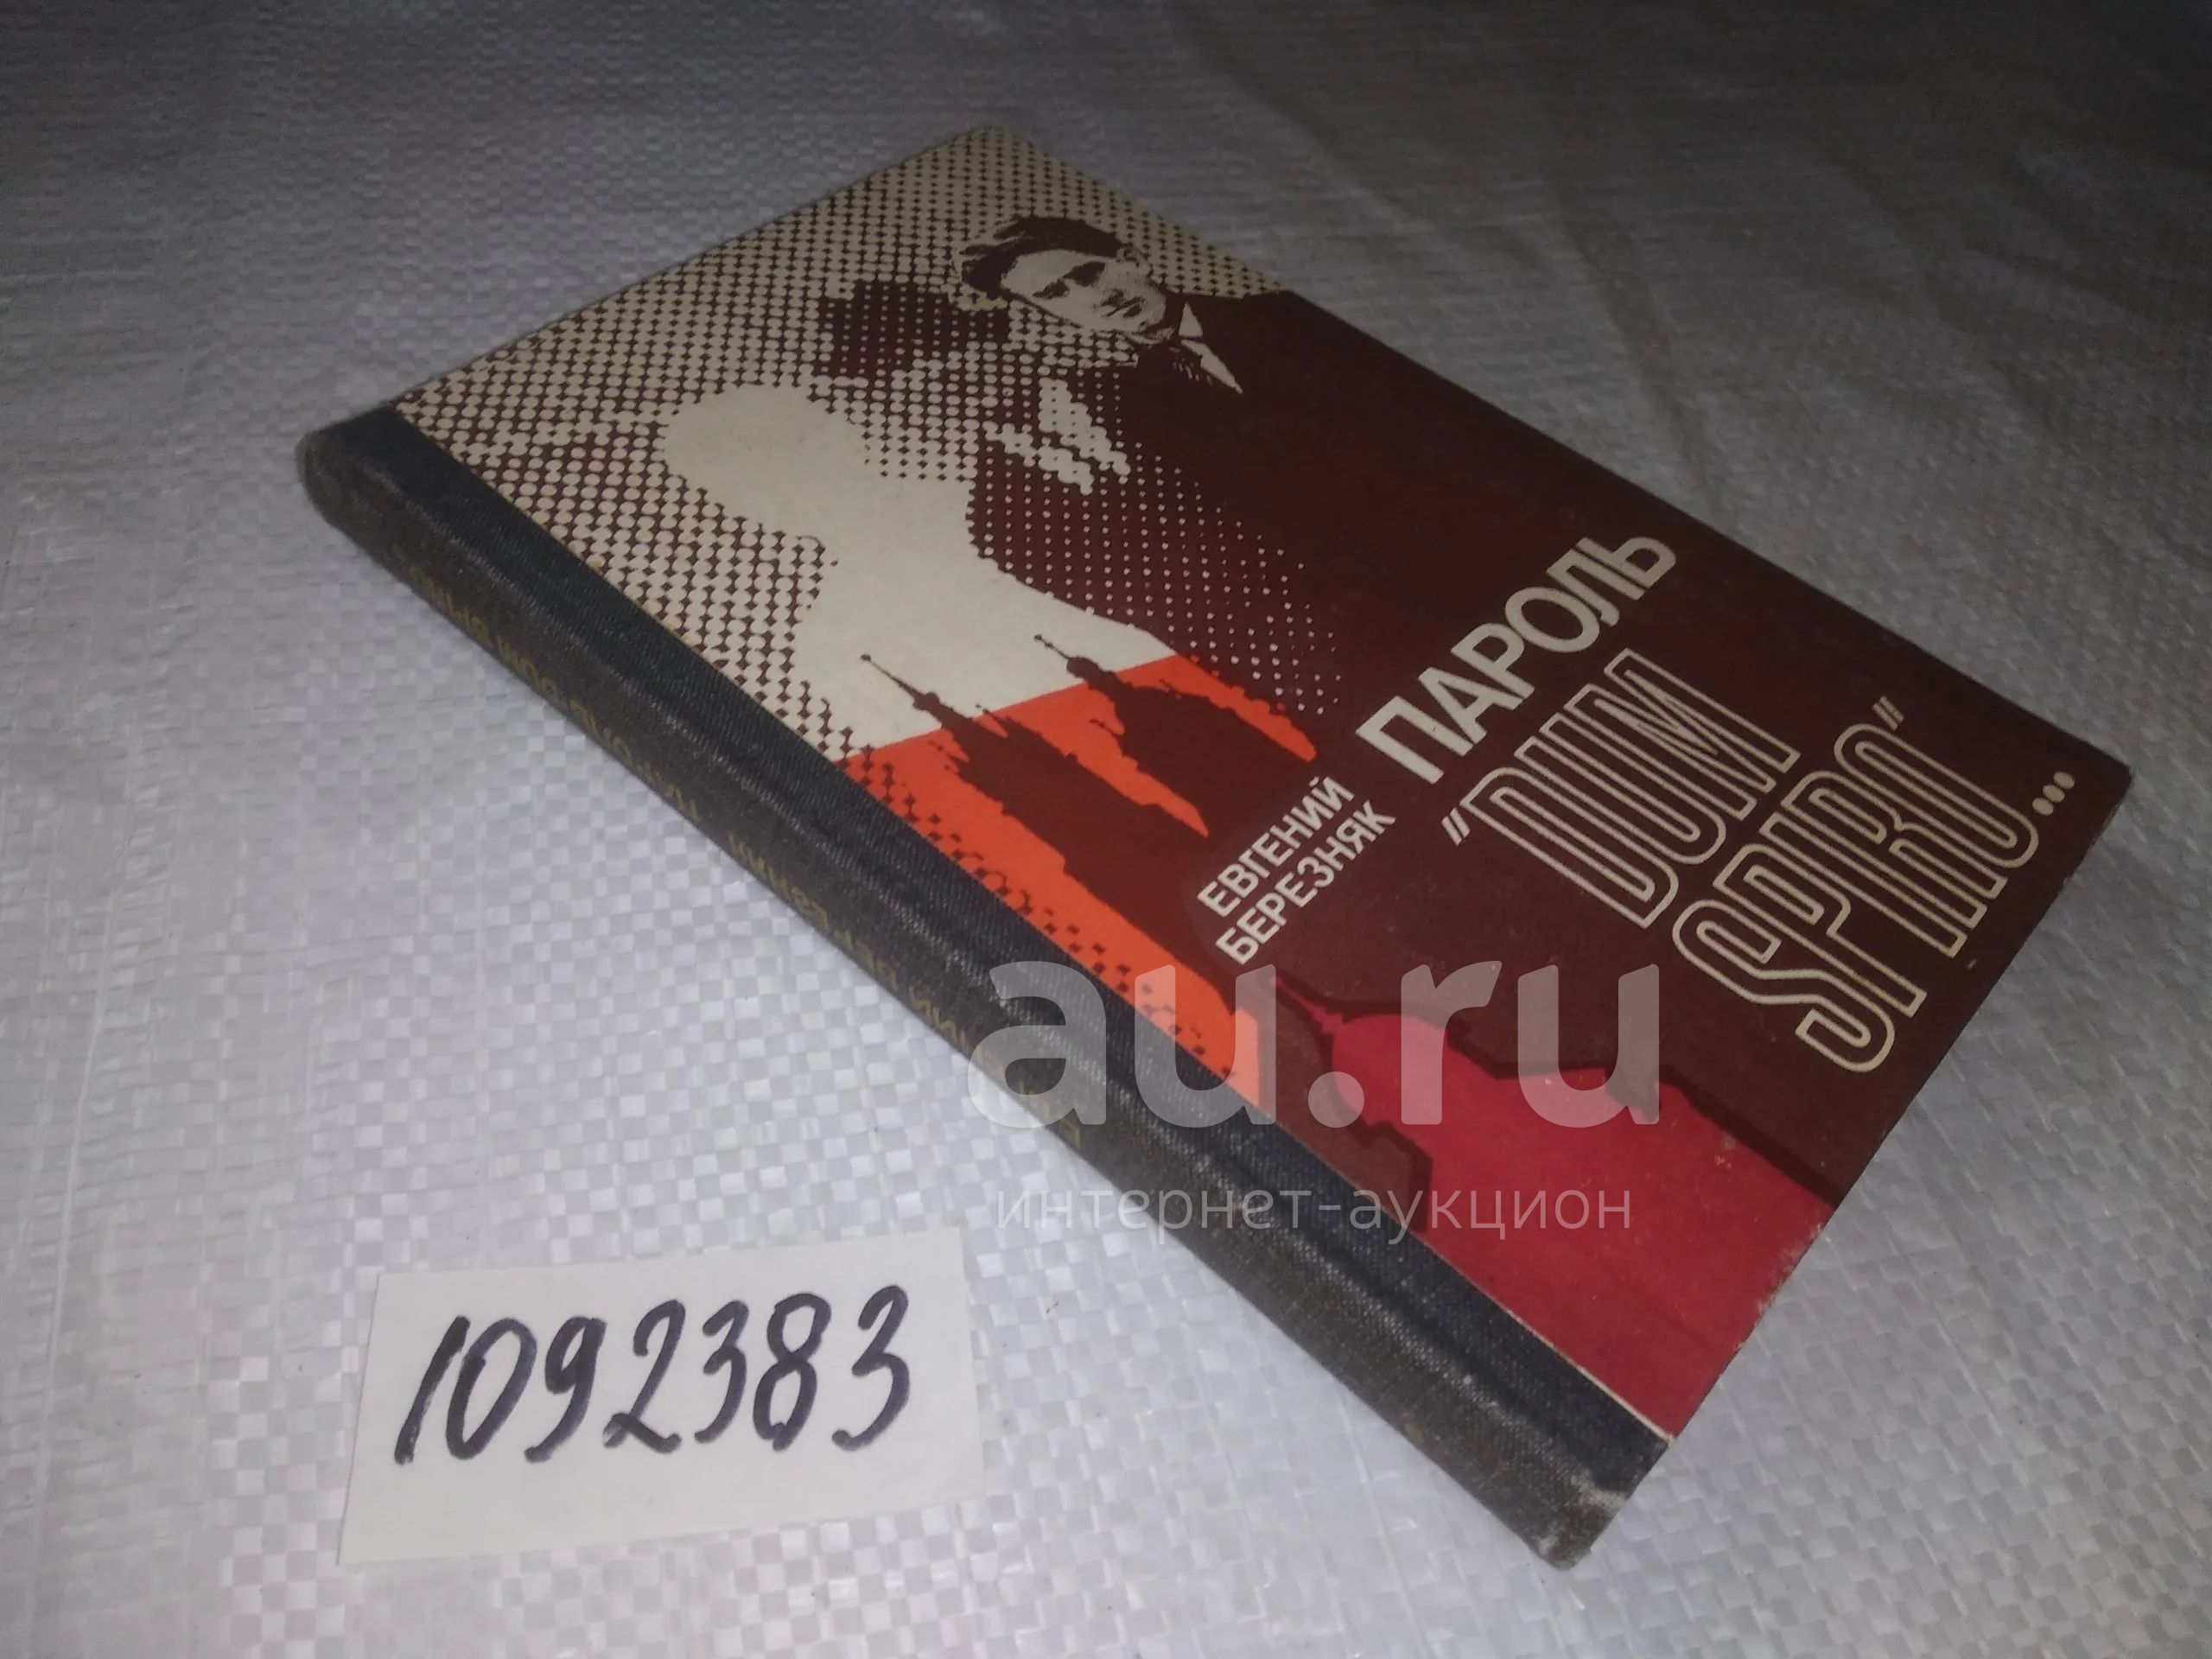 ЕВГЕНИЙ
БЕРЕЗНЯК
ПАРОЛЬ
"DUM
SPIRO"...
au.ru
интернет-аукцион
1092383